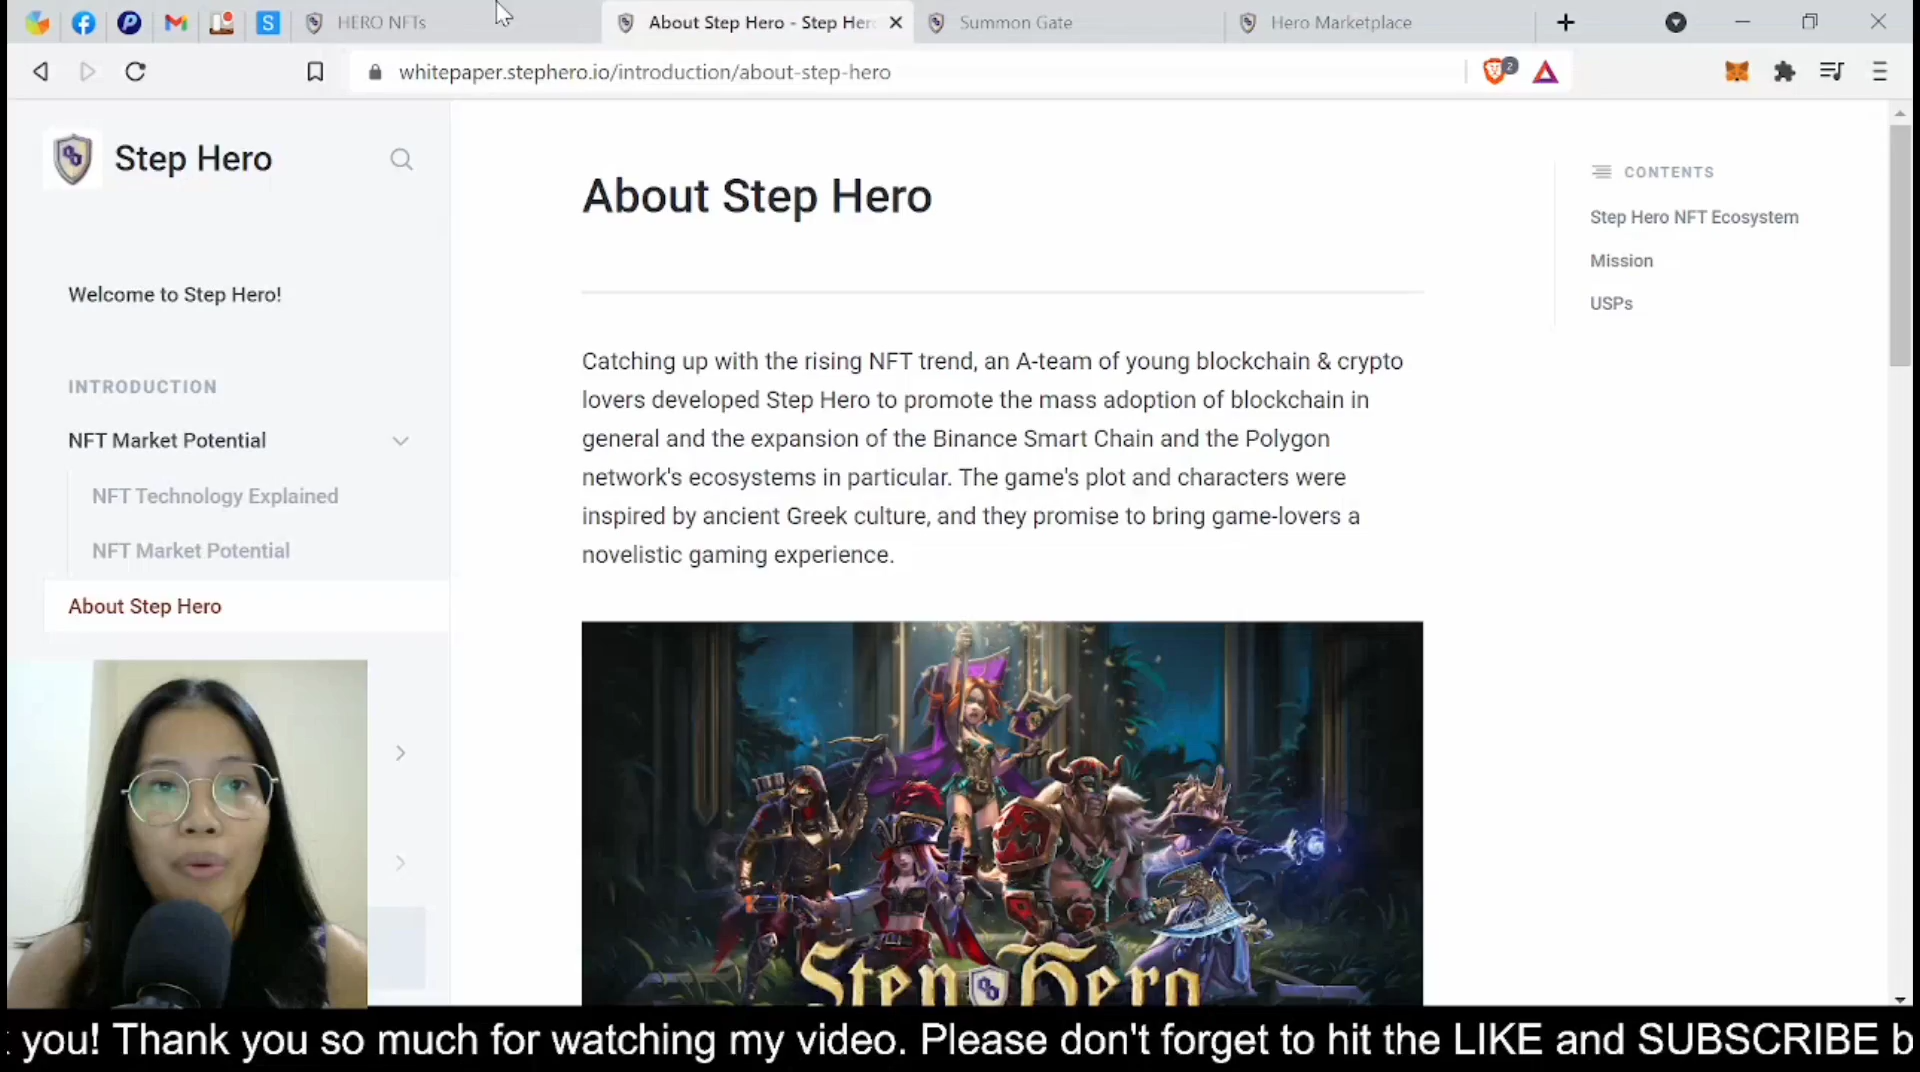 HERO NFTs
About Step Hero - Step Her
Summon Gate
Hero Marketplace
whitepaper.stephero.io/introduction/about-step-hero
2
Step Hero
Welcome to Step Hero!
INTRODUCTION
NFT Market Potential
NFT Technology Explained
NFT Market Potential
About Step Hero
About Step Hero
Catching up with the rising NFT trend, an A-team of young blockchain & crypto
lovers developed Step Hero to promote the mass adoption of blockchain in
general and the expansion of the Binance Smart Chain and the Polygon
network's ecosystems in particular. The game's plot and characters were
inspired by ancient Greek culture, and they promise to bring game-lovers a
novelistic gaming experience.
Step Hero
CONTENTS
Step Hero NFT Ecosystem
Mission
USPs
you! Thank you so much for watching my video. Please don't forget to hit the LIKE and SUBSCRIBE b